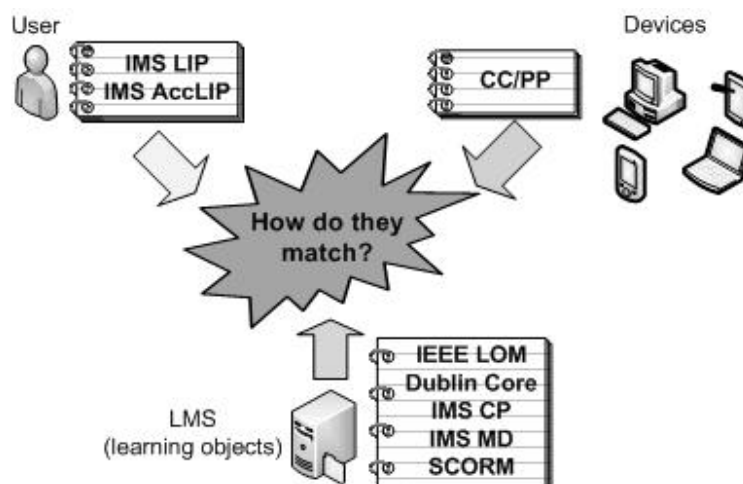 User
IMS LIP
IMS AccLIP
CC/PP
Devices
How do they
match?
LMS
(learning objects)
IEEE LOM
Dublin Core
IMS CP
IMS MD
SCORM